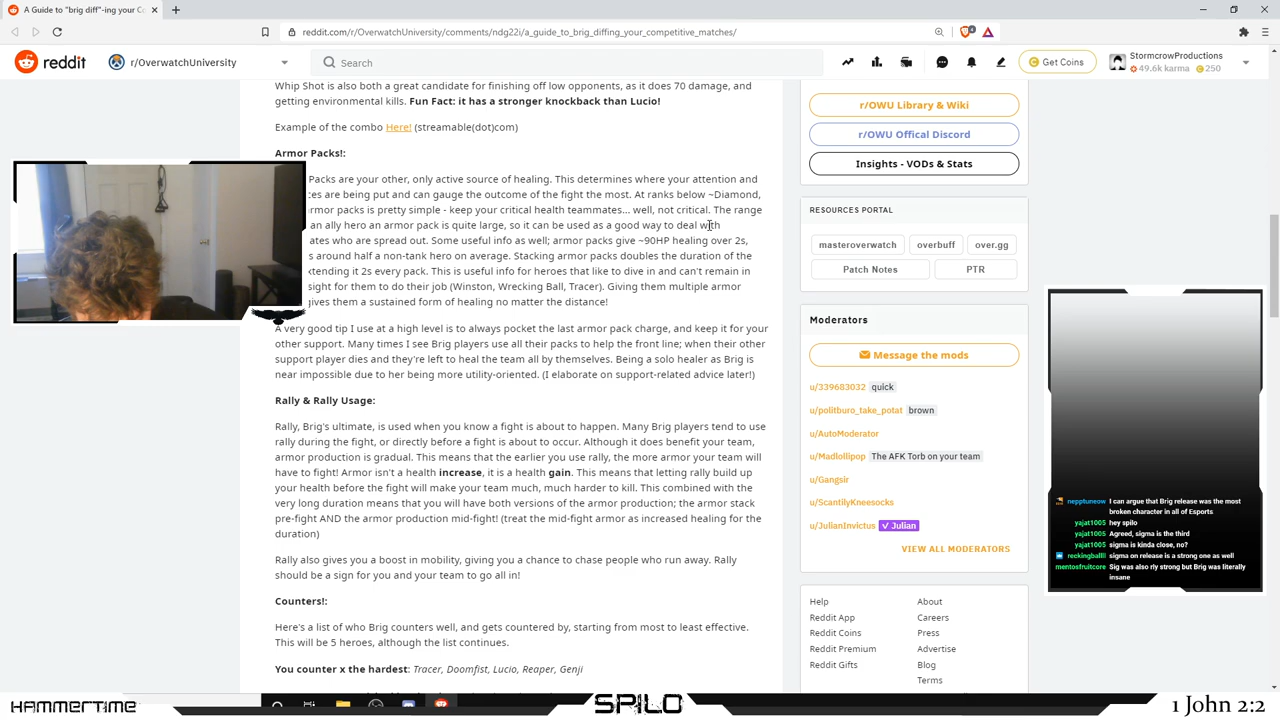 A Guide to "brig diff"-ing your C
reddit.com/r/OverwatchUniversity/comments/ndg22i/a_guide_to_brig_diffing_your_competitive_matches/
reddit
r/OverwatchUniversity
Search
Get Coins
StormcrowProductions
49.6k karma 250
Whip Shot is also both a great candidate for finishing off low opponents, as it does 70 damage, and
getting environmental kills. Fun Fact: it has a stronger knockback than Lucio!
Example of the combo Here! (streamable(dot)com)
Armor Packs!:
Packs are your other, only active source of healing. This determines where your attention and
ces are being put and can gauge the outcome of the fight the most. At ranks below ~Diamond,
rmor packs is pretty simple - keep your critical health teammates... well, not critical. The range
an ally hero an armor pack is quite large, so it can be used as a good way to deal with
ates who are spread out. Some useful info as well; armor packs give ~90HP healing over 2s,
s around half a non-tank hero on average. Stacking armor packs doubles the duration of the
xtending it 2s every pack. This is useful info for heroes that like to dive in and can't remain in
sight for them to do their job (Winston, Wrecking Ball, Tracer). Giving them multiple armor
gives them a sustained form of healing no matter the distance!
A very good tip I use at a high level is to always pocket the last armor pack charge, and keep it for your
other support. Many times I see Brig players use all their packs to help the front line; when their other
support player dies and they're left to heal the team all by themselves. Being a solo healer as Brig is
near impossible due to her being more utility-oriented. (I elaborate on support-related advice later!)
Rally & Rally Usage:
Rally, Brig's ultimate, is used when you know a fight is about to happen. Many Brig players tend to use
rally during the fight, or directly before a fight is about to occur. Although it does benefit your team,
armor production is gradual. This means that the earlier you use rally, the more armor your team will
have to fight! Armor isn't a health increase, it is a health gain. This means that letting rally build up
your health before the fight will make your team much, much harder to kill. This combined with the
very long duration means that you will have both versions of the armor production; the armor stack
pre-fight AND the armor production mid-fight! (treat the mid-fight armor as increased healing for the
duration)
Rally also gives you a boost in mobility, giving you a chance to chase people who run away. Rally
should be a sign for you and your team to go all in!
Counters!:
Here's a list of who Brig counters well, and gets countered by, starting from most to least effective.
This will be 5 heroes, although the list continues.
You counter x the hardest: Tracer, Doomfist, Lucio, Reaper, Genji
r/OWU Library & Wiki
r/OWU Offical Discord
Insights - VODs & Stats
RESOURCES PORTAL
masteroverwatch overbuff over.gg
Patch Notes PTR
Moderators
Message the mods
u/339683032 quick
u/politburo_take_potat brown
u/AutoModerator
u/Madlollipop The AFK Torb on your team
u/Gangsir
u/ScantilyKneesocks
u/JulianInvictus ✓ Julian
VIEW ALL MODERATORS
Help About
Reddit App Careers
Reddit Coins Press
Reddit Premium Advertise
Reddit Gifts Blog
Terms
nepptuneow I can argue that Brig release was the most
broken character in all of Esports
yajat1005 hey spilo
yajat1005 Agreed, sigma is the third
yajat1005 sigma is kinda close, no?
reckingballl sigma on release is a strong one as well
mentosfruitcore Sig was also rly strong but Brig was literally
insane
HAMMERTIME
SPILO
1 John 2:2